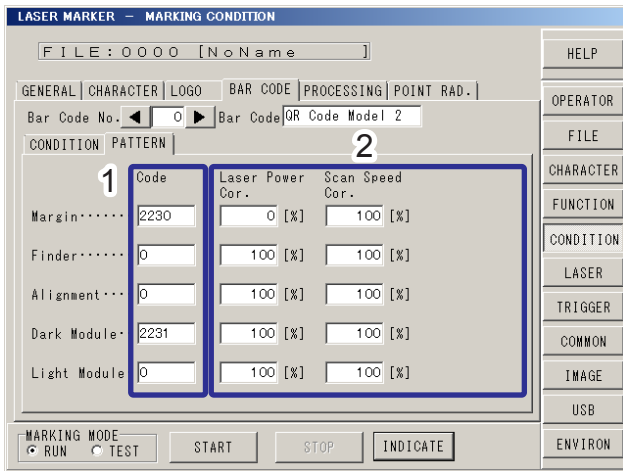 LASER MARKER – MARKING CONDITION
FILE:0000 [NoName ]
GENERAL CHARACTER LOGO BAR CODE PROCESSING POINT RAD.
Bar Code No. 0 Bar Code QR Code Model 2
CONDITION PATTERN
1
2
Code
Laser Power Cor.
Scan Speed Cor.
Margin······ 2230 0 [%] 100 [%]
Finder······ 0 100 [%] 100 [%]
Alignment··· 0 100 [%] 100 [%]
Dark Module· 2231 100 [%] 100 [%]
Light Module 0 100 [%] 100 [%]
MARKING MODE
RUN TEST
START
STOP
INDICATE
HELP
OPERATOR
FILE
CHARACTER
FUNCTION
CONDITION
LASER
TRIGGER
COMMON
IMAGE
USB
ENVIRON